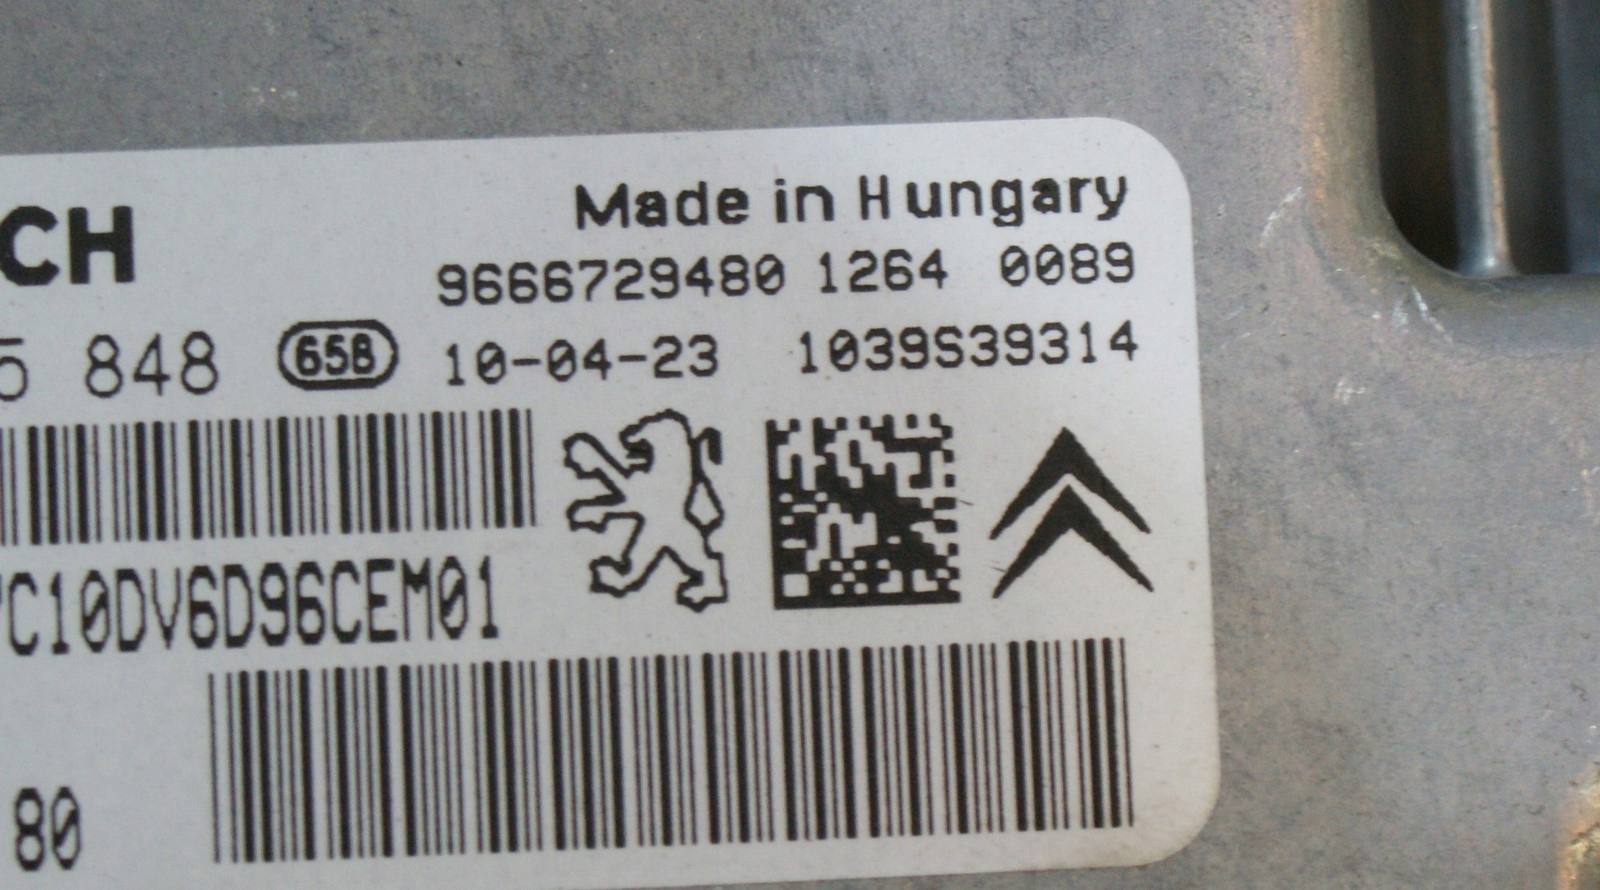 Made in Hungary
CH
9666729480 1264 0089
5 848 658 10-04-23 1039S39314
C10DV6D96CEM01
80